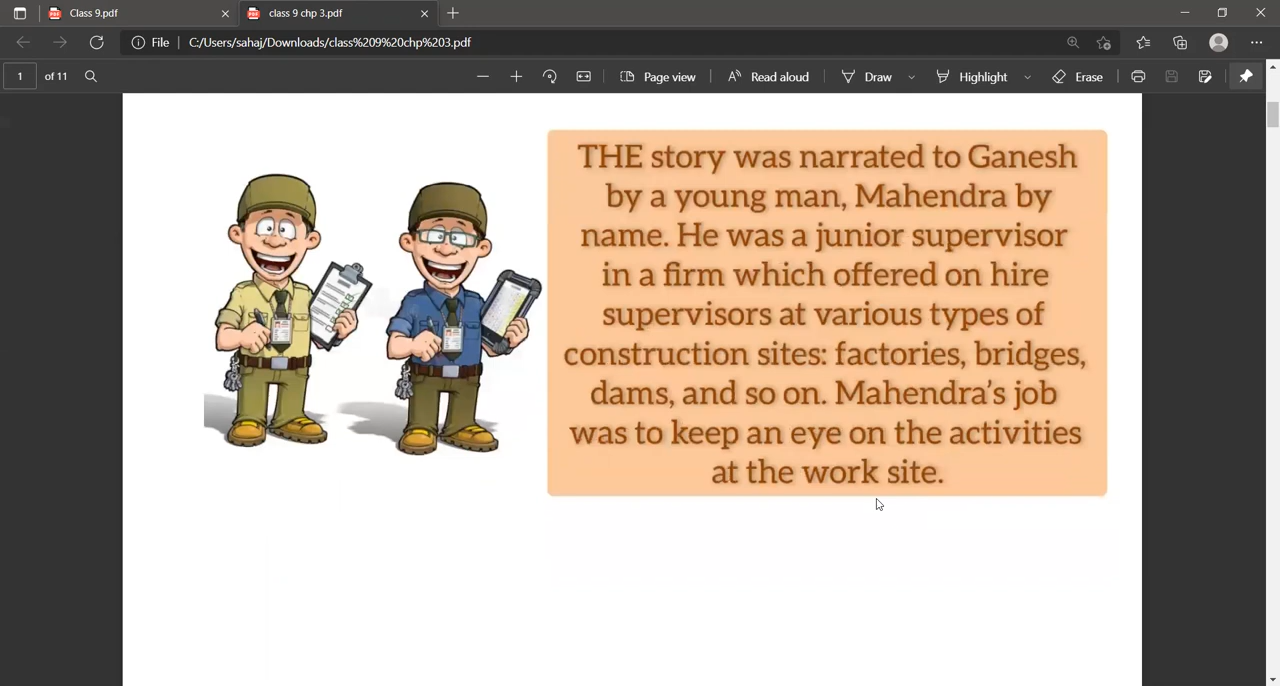 Class 9.pdf
class 9 chp 3.pdf
File
C:/Users/sahaj/Downloads/class%209%20chp%203.pdf
1 of 11
Page view
Read aloud
Draw
Highlight
Erase
THE story was narrated to Ganesh
by a young man, Mahendra by
name. He was a junior supervisor
in a firm which offered on hire
supervisors at various types of
construction sites: factories, bridges,
dams, and so on. Mahendra's job
was to keep an eye on the activities
at the work site.